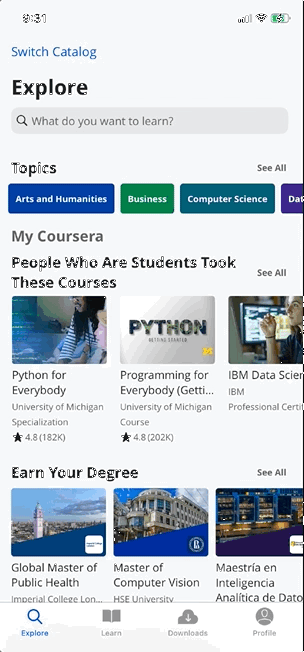 9:31
Switch Catalog
Explore
What do you want to learn?
Topics See All
Arts and Humanities Business Computer Science Da
My Coursera
People Who Are Students Took These Courses See All
PYTHON
GETTING STARTED
Python for Everybody
University of Michigan
Specialization
4.8 (182K)
Programming for Everybody (Getti...
University of Michigan
Course
4.8 (202K)
IBM Data Scien
IBM
Professional Certi
Earn Your Degree See All
Global Master of Public Health
Imperial College Lon...
Master of Computer Vision
HSE University
Maestría en Inteligencia Analítica de Dato
Explore Learn Downloads Profile